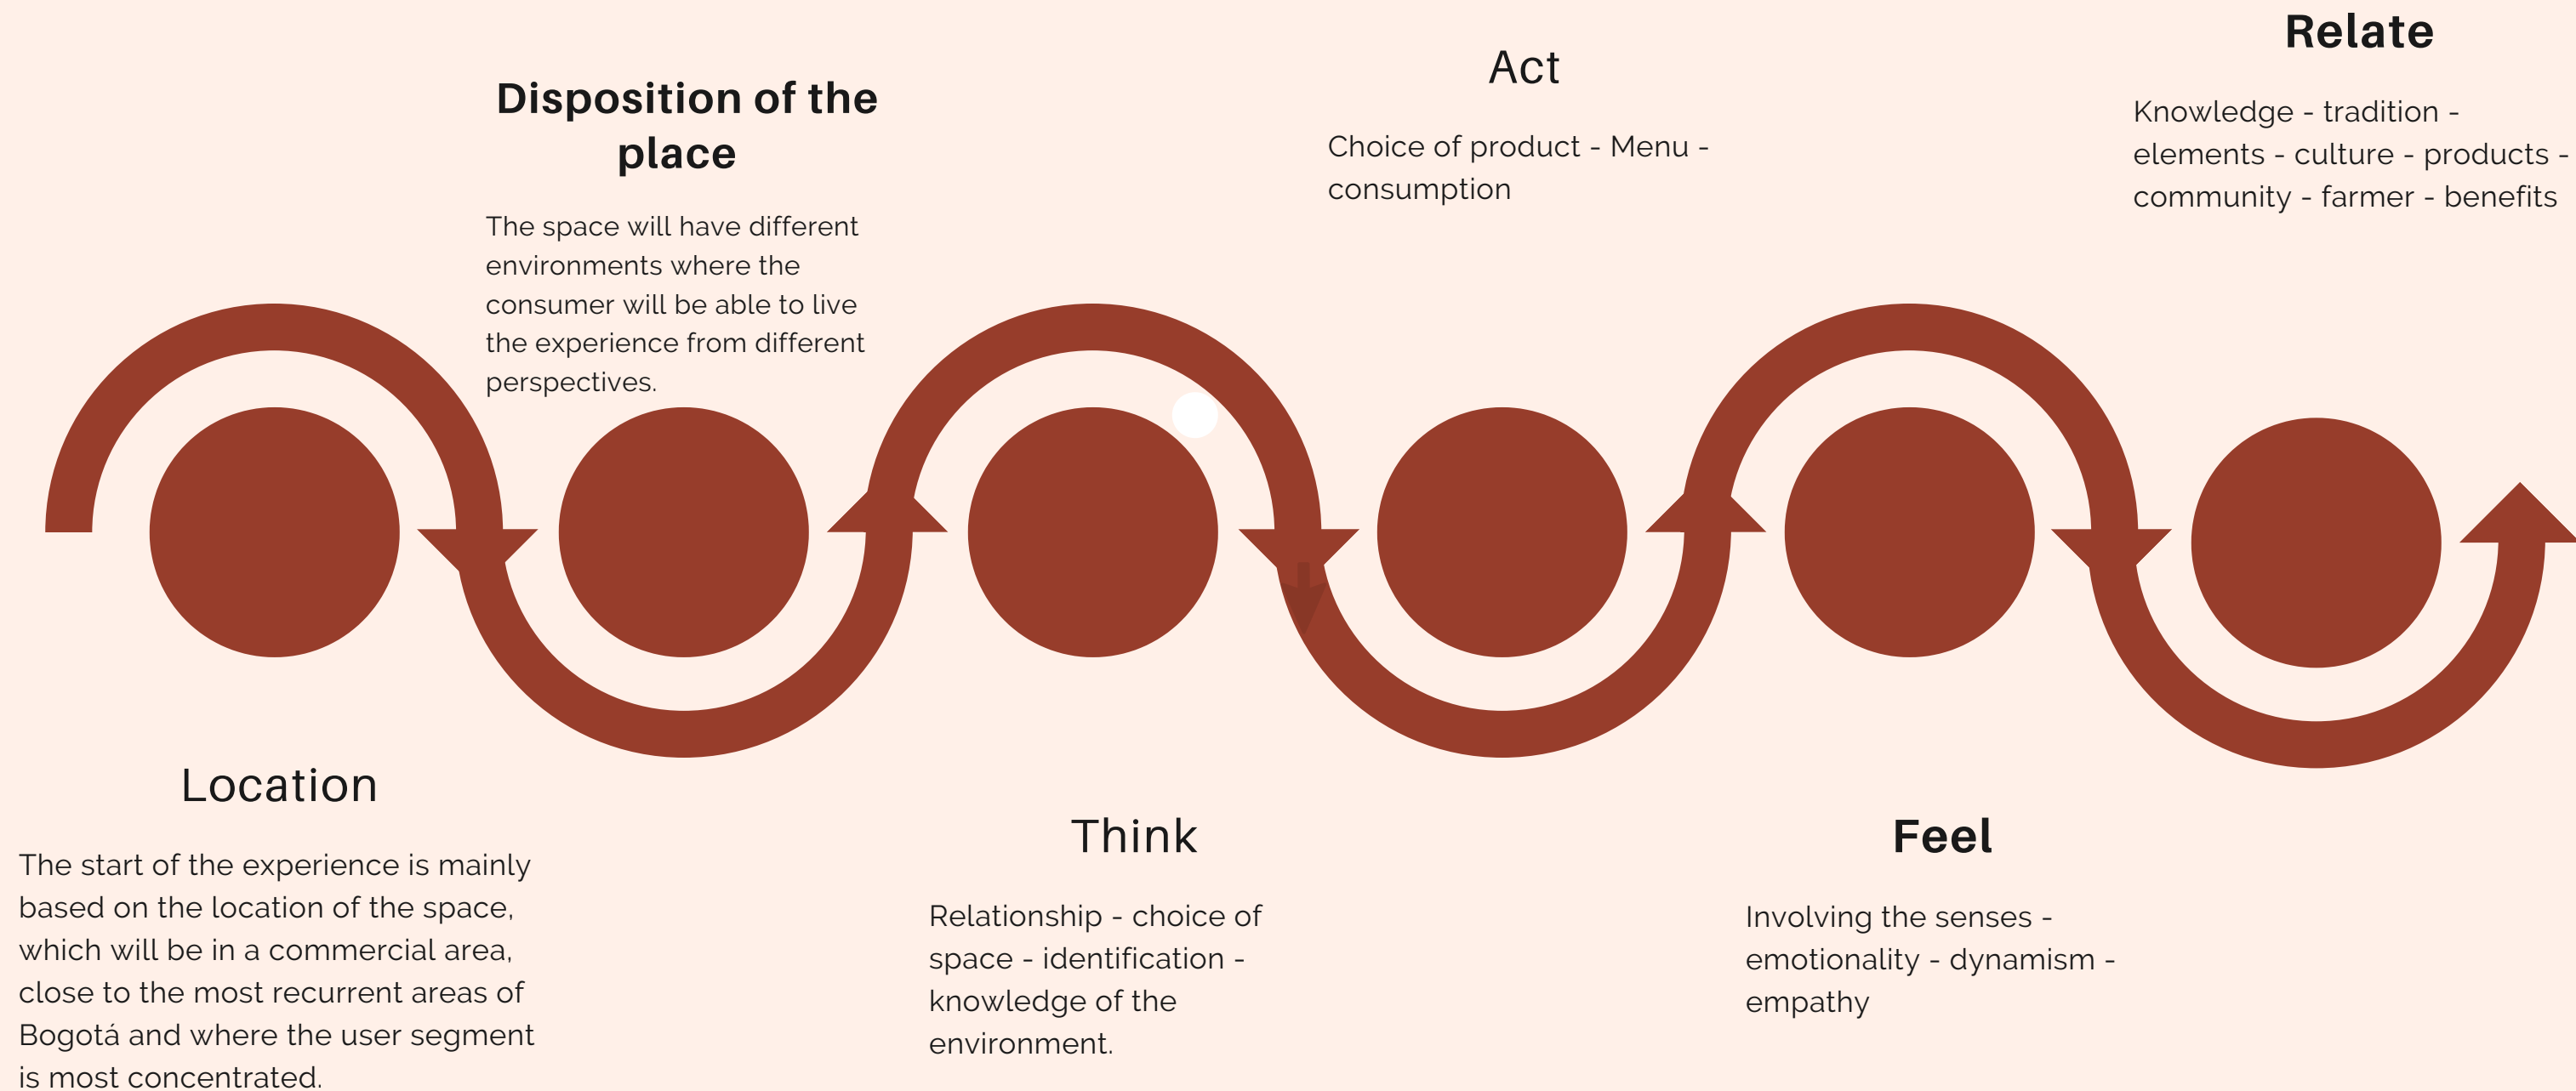 Location
The start of the experience is mainly
based on the location of the space,
which will be in a commercial area,
close to the most recurrent areas of
Bogotá and where the user segment
is most concentrated.
Disposition of the
place
The space will have different
environments where the
consumer will be able to live
the experience from different
perspectives.
Think
Relationship - choice of
space - identification -
knowledge of the
environment.
Act
Choice of product - Menu -
consumption
Feel
Involving the senses -
emotionality - dynamism -
empathy
Relate
Knowledge - tradition -
elements - culture - products -
community - farmer - benefits